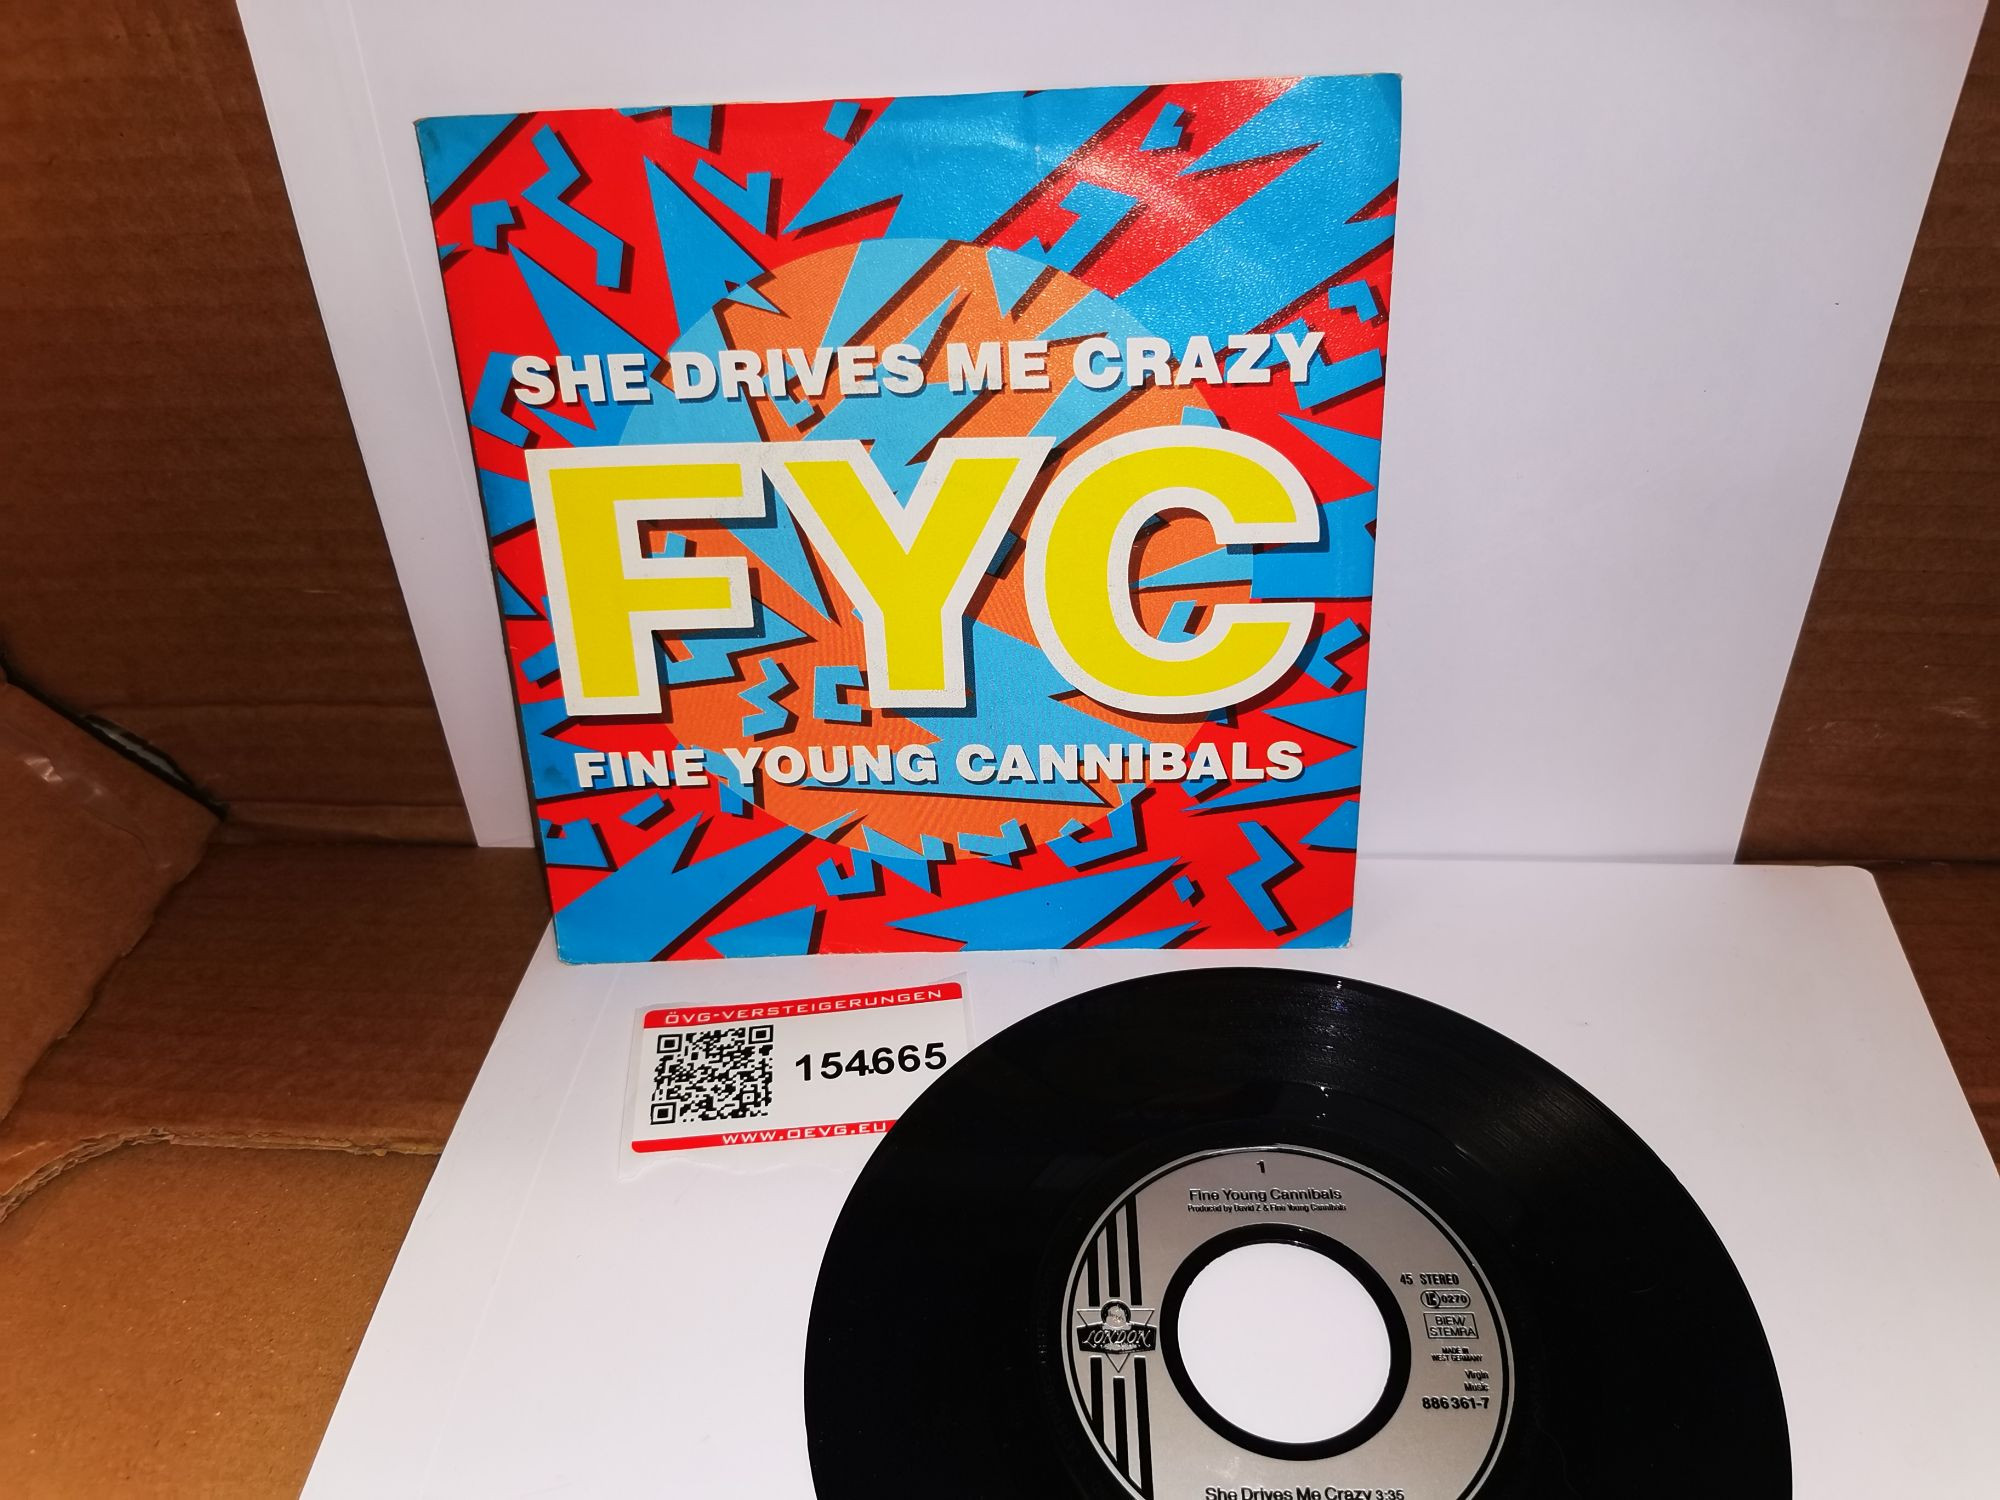 SHE DRIVES ME CRAZY
FYC
FINE YOUNG CANNIBALS
ÖVG-VERSTEIGERUNGEN
154.665
WWW.OEVG.EU
1
Fine Young Cannibals
Produced by David Z & Fine Young Cannibals
45 STEREO
LC 0270
BIEM/
STEMRA
MADE IN
WEST GERMANY
Virgin
Music
886 361-7
LONDON
She Drives Me Crazy 3:35